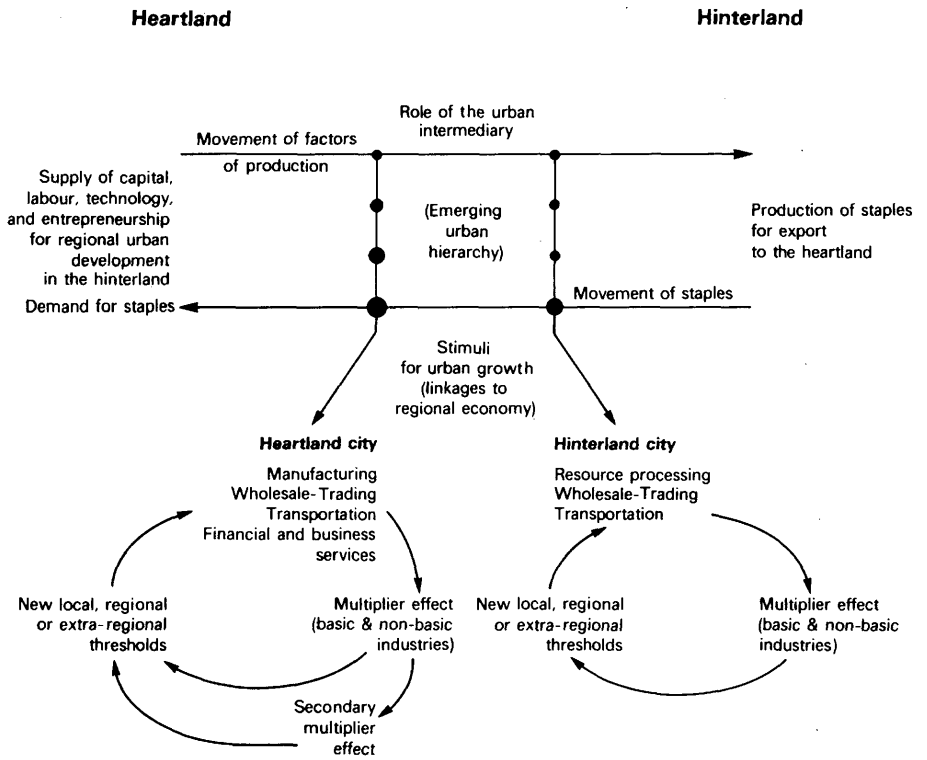 Heartland
Hinterland
Role of the urban
intermediary
Movement of factors
of production
Supply of capital,
labour, technology,
and entrepreneurship
for regional urban
development
in the hinterland
(Emerging
urban
hierarchy)
Production of staples
for export
to the heartland
Demand for staples
Movement of staples
Stimuli
for urban growth
(linkages to
regional economy)
Heartland city
Manufacturing
Wholesale-Trading
Transportation
Financial and business
services
Hinterland city
Resource processing
Wholesale-Trading
Transportation
New local, regional
or extra-regional
thresholds
Multiplier effect
(basic & non-basic
industries)
Secondary
multiplier
effect
New local, regional
or extra-regional
thresholds
Multiplier effect
(basic & non-basic
industries)